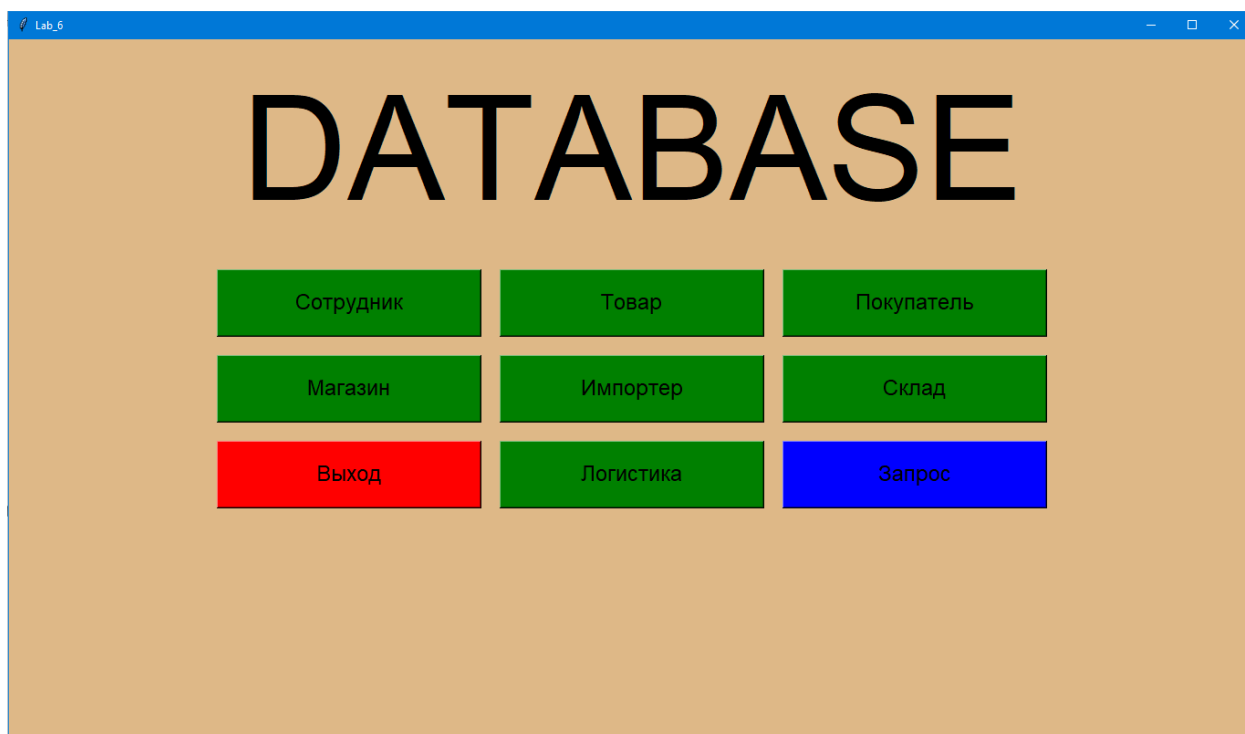 Lab_6
DATABASE
Сотрудник Товар Покупатель
Магазин Импортер Склад
Выход Логистика Запрос